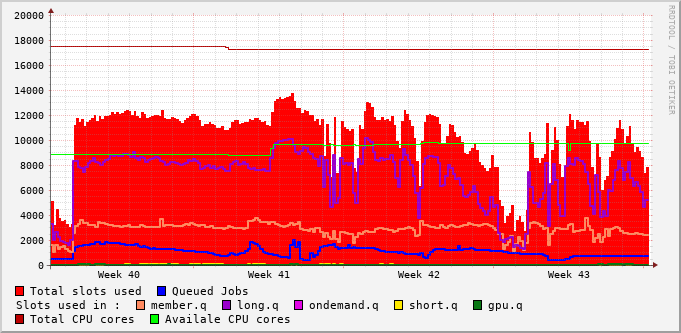 20000
18000
16000
14000
12000
10000
8000
6000
4000
2000
0
Week 40 Week 41 Week 42 Week 43
RRDTOOL / TOBI OETIKER
Total slots used Queued Jobs
Slots used in : member.q long.q ondemand.q short.q gpu.q
Total CPU cores Availale CPU cores